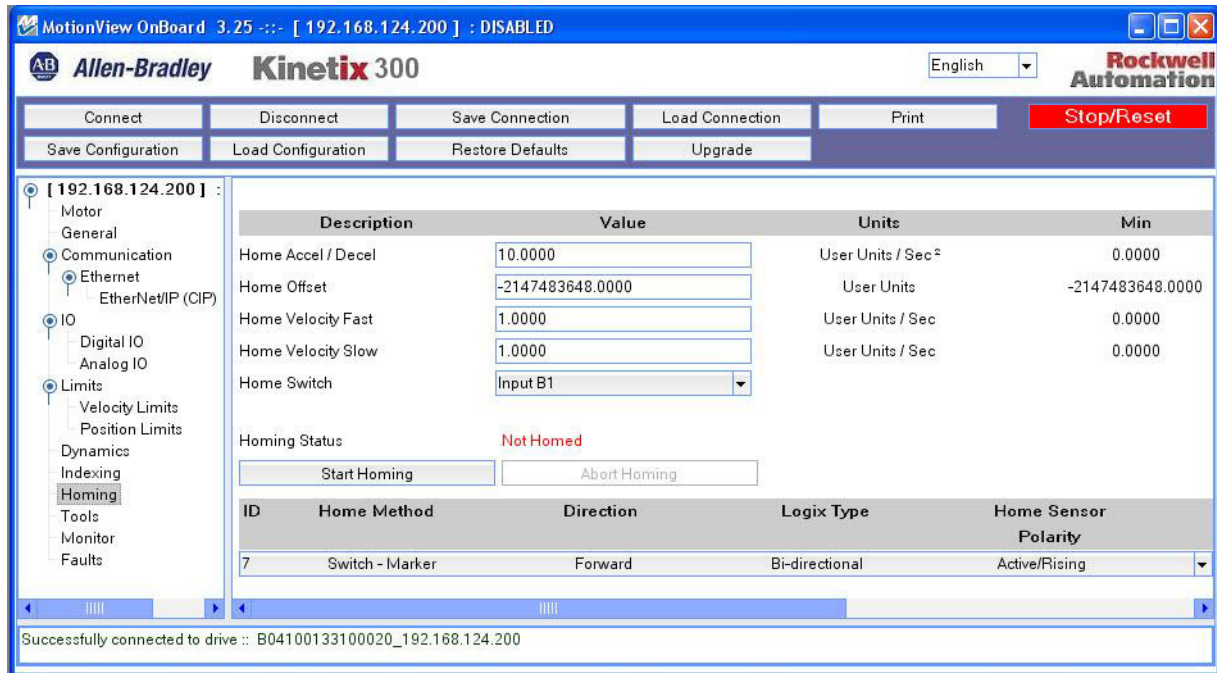 MotionView OnBoard 3.25 -::- [ 192.168.124.200 ] : DISABLED
AB Allen-Bradley Kinetix 300 English Rockwell Automation
Connect Disconnect Save Connection Load Connection Print Stop/Reset
Save Configuration Load Configuration Restore Defaults Upgrade
[ 192.168.124.200 ] :
Motor
General
Communication
Ethernet
EtherNet/IP (CIP)
IO
Digital IO
Analog IO
Limits
Velocity Limits
Position Limits
Dynamics
Indexing
Homing
Tools
Monitor
Faults
Description Value Units Min
Home Accel / Decel 10.0000 User Units / Sec² 0.0000
Home Offset -2147483648.0000 User Units -2147483648.0000
Home Velocity Fast 1.0000 User Units / Sec 0.0000
Home Velocity Slow 1.0000 User Units / Sec 0.0000
Home Switch Input B1
Homing Status Not Homed
Start Homing Abort Homing
ID Home Method Direction Logix Type Home Sensor
Polarity
7 Switch - Marker Forward Bi-directional Active/Rising
Successfully connected to drive :: B04100133100020_192.168.124.200